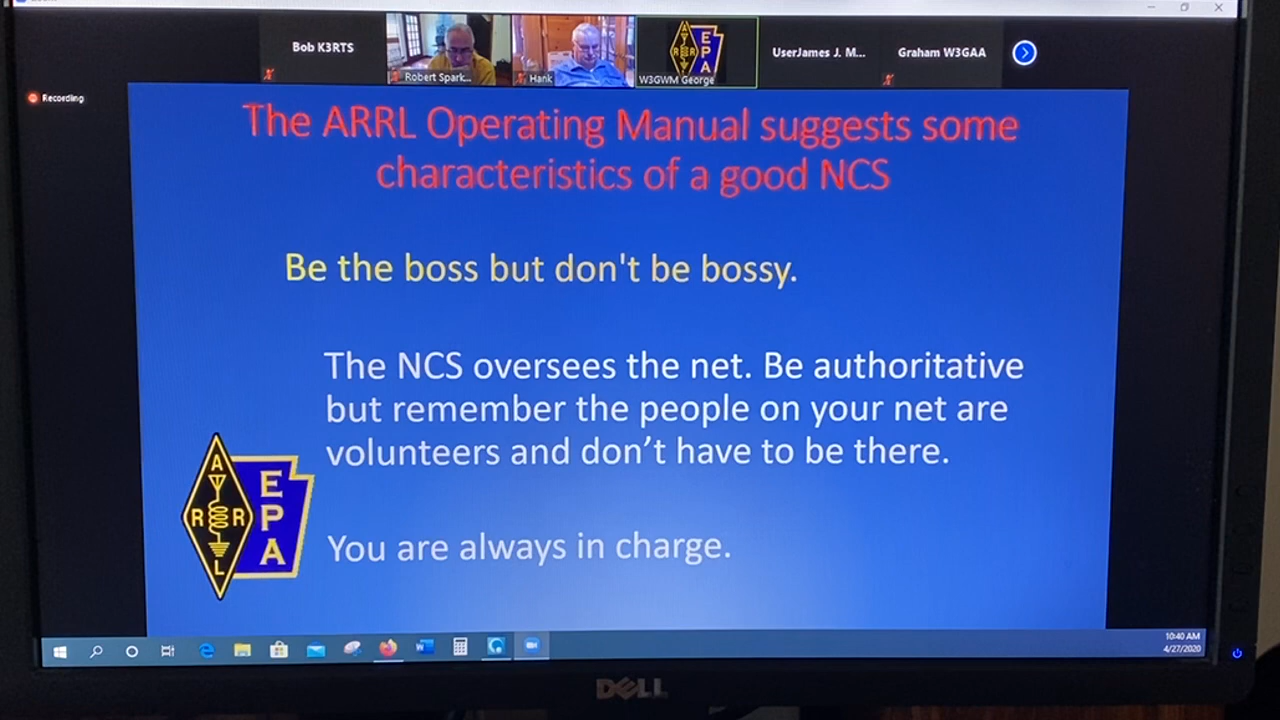 Bob K3RTS
Robert Spark...
Hank
A
R R
L
E
P
A
W3GWM George
UserJames J. M...
Graham W3GAA
Recording
The ARRL Operating Manual suggests some
characteristics of a good NCS
Be the boss but don't be bossy.
The NCS oversees the net. Be authoritative
but remember the people on your net are
volunteers and don’t have to be there.
A
R R
L
E
P
A
You are always in charge.
10:40 AM
4/27/2020
DELL